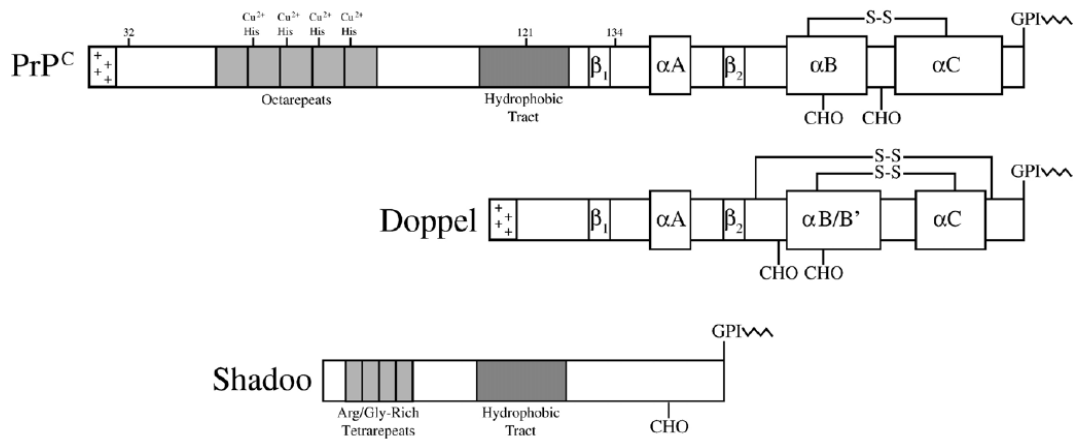 Cu2+ Cu2+ Cu2+ Cu2+
32 His His His His 121 134 S-S GPI
PrPC + + + + β1 αA β2 αB αC
Octarepeats Hydrophobic Tract CHO CHO
S-S
S-S GPI
Doppel + + + + β1 αA β2 αB/B’ αC
CHO CHO
GPI
Shadoo
Arg/Gly-Rich Tetrarepeats Hydrophobic Tract CHO